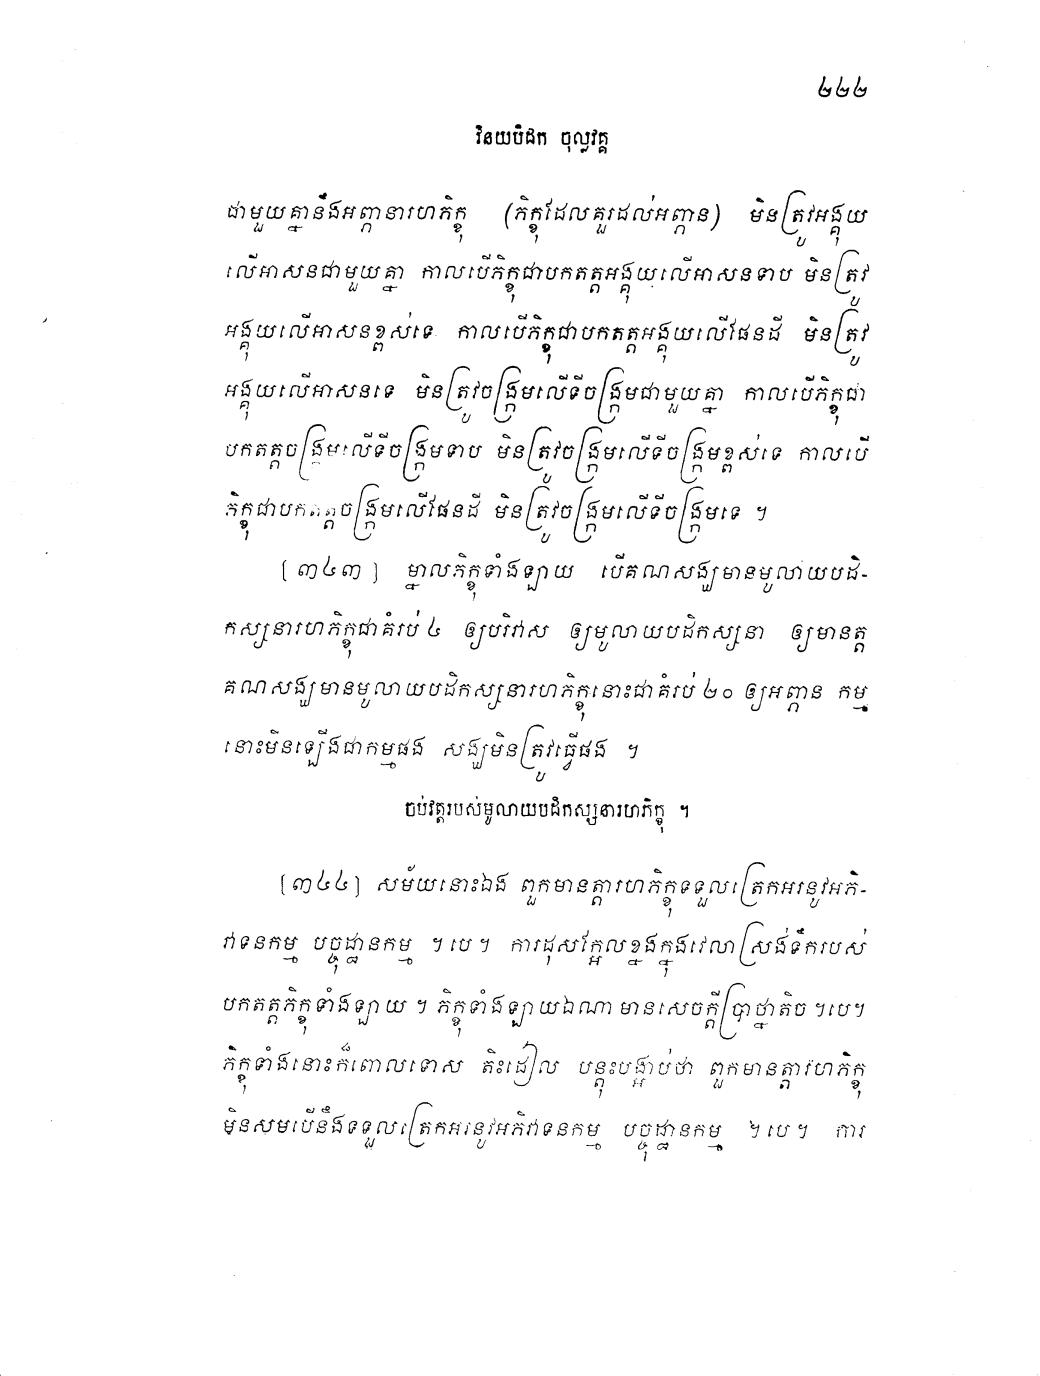 ២២២
វិនយបិដក ចុល្លវគ្គ
ជាមួយគ្នានឹងអព្ភានារហភិក្ខុ (ភិក្ខុដែលគួរដល់អព្ភាន) មិនត្រូវអង្គុយ
លើអាសនជាមួយគ្នា កាលបើភិក្ខុជាបកតត្តអង្គុយលើអាសនទាប មិនត្រូវ
អង្គុយលើអាសនខ្ពស់ទេ កាលបើភិក្ខុជាបកតត្តអង្គុយលើផែនដី មិនត្រូវ
អង្គុយលើអាសនទេ មិនត្រូវចង្ក្រមលើទីចង្ក្រមជាមួយគ្នា កាលបើភិក្ខុជា
បកតត្តចង្ក្រមលើទីចង្ក្រមទាប មិនត្រូវចង្ក្រមលើទីចង្ក្រមខ្ពស់ទេ កាលបើ
ភិក្ខុជាបកតត្តចង្ក្រមលើផែនដី មិនត្រូវចង្ក្រមលើទីចង្ក្រមទេ ។
[៣៤៣] ម្នាលភិក្ខុទាំងឡាយ បើគណសង្ឃមានមូលាយបដិ-
កស្សនារហភិក្ខុជាគំរប់ ៤ ឲ្យបរិវាស ឲ្យមូលាយបដិកស្សនា ឲ្យមានត្ត
គណសង្ឃមានមូលាយបដិកស្សនារហភិក្ខុនោះជាគំរប់ ២០ ឲ្យអព្ភាន កម្ម
នោះមិនឡើងជាកម្មផង សង្ឃមិនត្រូវធ្វើផង ។
ចប់វត្តរបស់មូលាយបដិកស្សនារហភិក្ខុ ។
[៣៤៤] សម័យនោះឯង ពួកមានត្តារហភិក្ខុទទួលត្រេកអរនូវអភិ-
វាទនកម្ម បច្ចុដ្ឋានកម្ម ។បេ។ ការដុសក្អែលខ្នងក្នុងវេលាស្រង់ទឹករបស់
បកតត្តភិក្ខុទាំងឡាយ ។ ភិក្ខុទាំងឡាយឯណា មានសេចក្តីប្រាថ្នាតិច ។បេ។
ភិក្ខុទាំងនោះក៏ពោលទោស តិះដៀល បន្តុះបង្អាប់ថា ពួកមានត្តារហភិក្ខុ
មិនសមបើនឹងទទួលត្រេកអរនូវអភិវាទនកម្ម បច្ចុដ្ឋានកម្ម ។បេ។ ការ